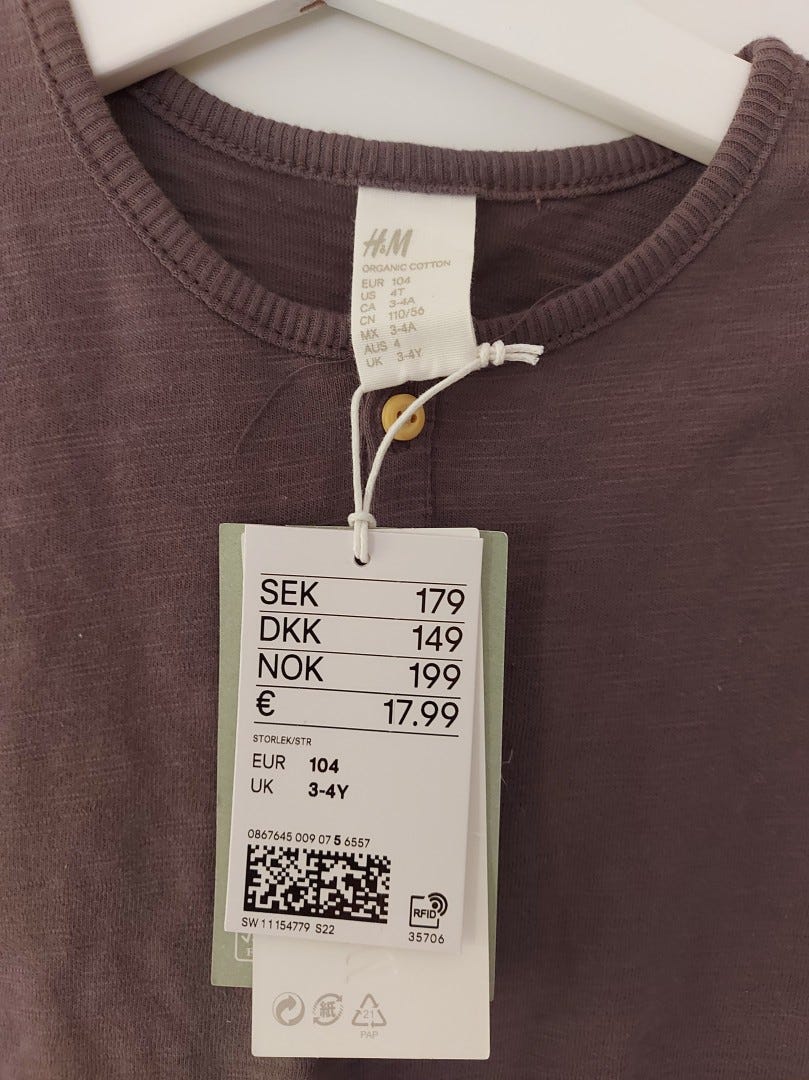 H&M
ORGANIC COTTON
EUR 104
US 4T
CA 3-4A
CN 110/56
MX 3-4A
AUS 4
UK 3-4Y
SEK 179
DKK 149
NOK 199
€ 17.99
STORLEK/STR
EUR 104
UK 3-4Y
0867645 009 07 5 6557
RFID
SW 11154779 S22
35706
紙
21
PAP